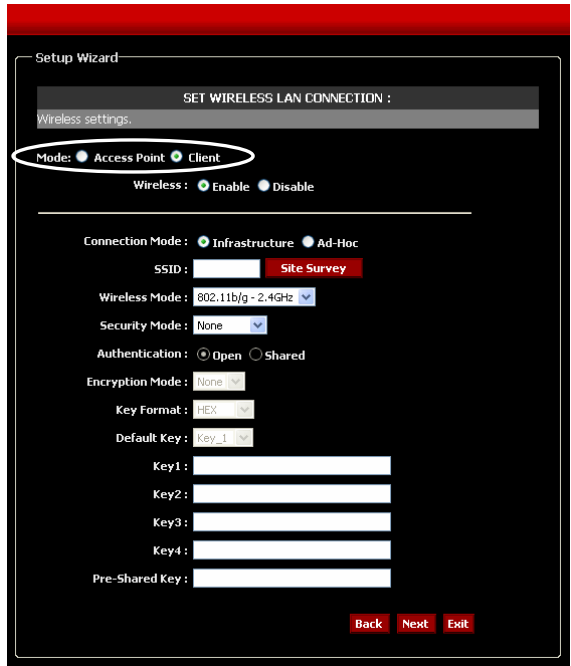 Setup Wizard
SET WIRELESS LAN CONNECTION :
Wireless settings.
Mode: Access Point Client
Wireless : Enable Disable
Connection Mode : Infrastructure Ad-Hoc
SSID : Site Survey
Wireless Mode : 802.11b/g - 2.4GHz
Security Mode : None
Authentication : Open Shared
Encryption Mode : None
Key Format : HEX
Default Key : Key_1
Key1 :
Key2 :
Key3 :
Key4 :
Pre-Shared Key :
Back Next Exit